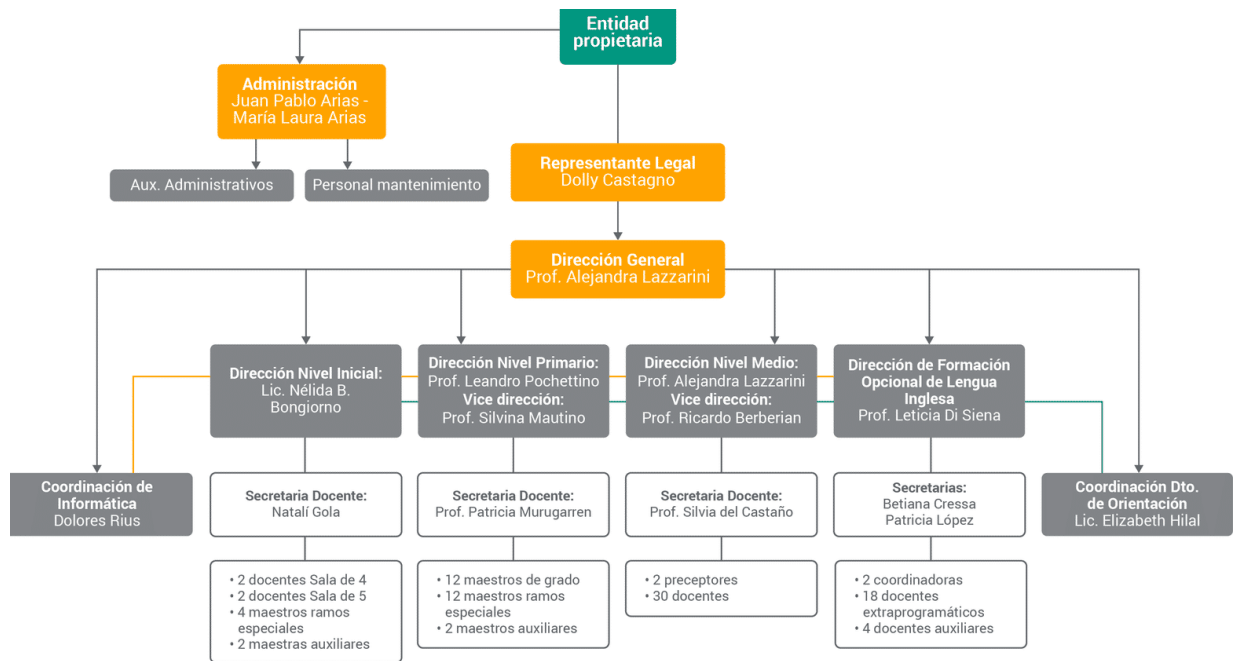 Entidad
propietaria
Administración
Juan Pablo Arias -
María Laura Arias
Aux. Administrativos
Personal mantenimiento
Representante Legal
Dolly Castagno
Dirección General
Prof. Alejandra Lazzarini
Dirección Nivel Inicial:
Lic. Nélida B.
Bongiorno
Dirección Nivel Primario:
Prof. Leandro Pochettino
Vice dirección:
Prof. Silvina Mautino
Dirección Nivel Medio:
Prof. Alejandra Lazzarini
Vice dirección:
Prof. Ricardo Berberian
Dirección de Formación
Opcional de Lengua
Inglesa
Prof. Leticia Di Siena
Coordinación de
Informática
Dolores Rius
Secretaria Docente:
Natalí Gola
Secretaria Docente:
Prof. Patricia Murugarren
Secretaria Docente:
Prof. Silvia del Castaño
Secretarias:
Betiana Cressa
Patricia López
Coordinación Dto.
de Orientación
Lic. Elizabeth Hilal
• 2 docentes Sala de 4
• 2 docentes Sala de 5
• 4 maestros ramos
especiales
• 2 maestras auxiliares
• 12 maestros de grado
• 12 maestros ramos
especiales
• 2 maestros auxiliares
• 2 preceptores
• 30 docentes
• 2 coordinadoras
• 18 docentes
extraprogramáticos
• 4 docentes auxiliares